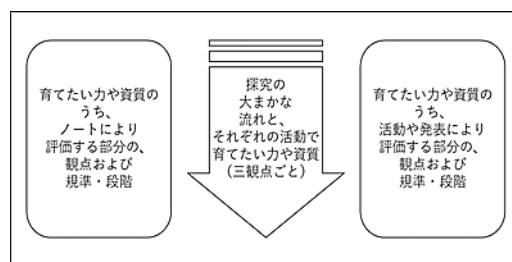 育てたい力や資質の
うち、
ノートにより
評価する部分の、
観点および
規準・段階
探究の
大まかな
流れと、
それぞれの活動で
育てたい力や資質
(三観点ごと)
育てたい力や資質の
うち、
活動や発表により
評価する部分の、
観点および
規準・段階